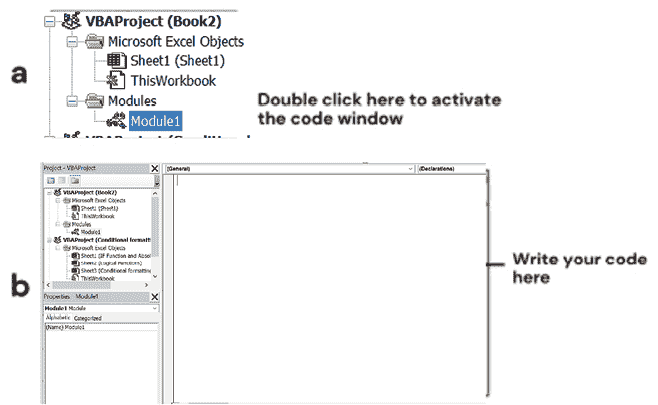 VBAProject (Book2)
Microsoft Excel Objects
Sheet1 (Sheet1)
a
ThisWorkbook
Modules
Double click here to activate
the code window
Module1
Project - VBAProject
(General)
(Declarations)
VBAProject (Book2)
Microsoft Excel Objects
Sheet1 (Sheet1)
ThisWorkbook
Modules
Module1
VBAProject (Conditional formatti
Microsoft Excel Objects
Sheet1 (IF Function and Absol
Sheet2 (Logical Functions)
Sheet3 (Conditional formatting
ThisWorkbook
Write your code
here
b
Properties - Module1
Module1 Module
Alphabetic Categorized
(Name) Module1